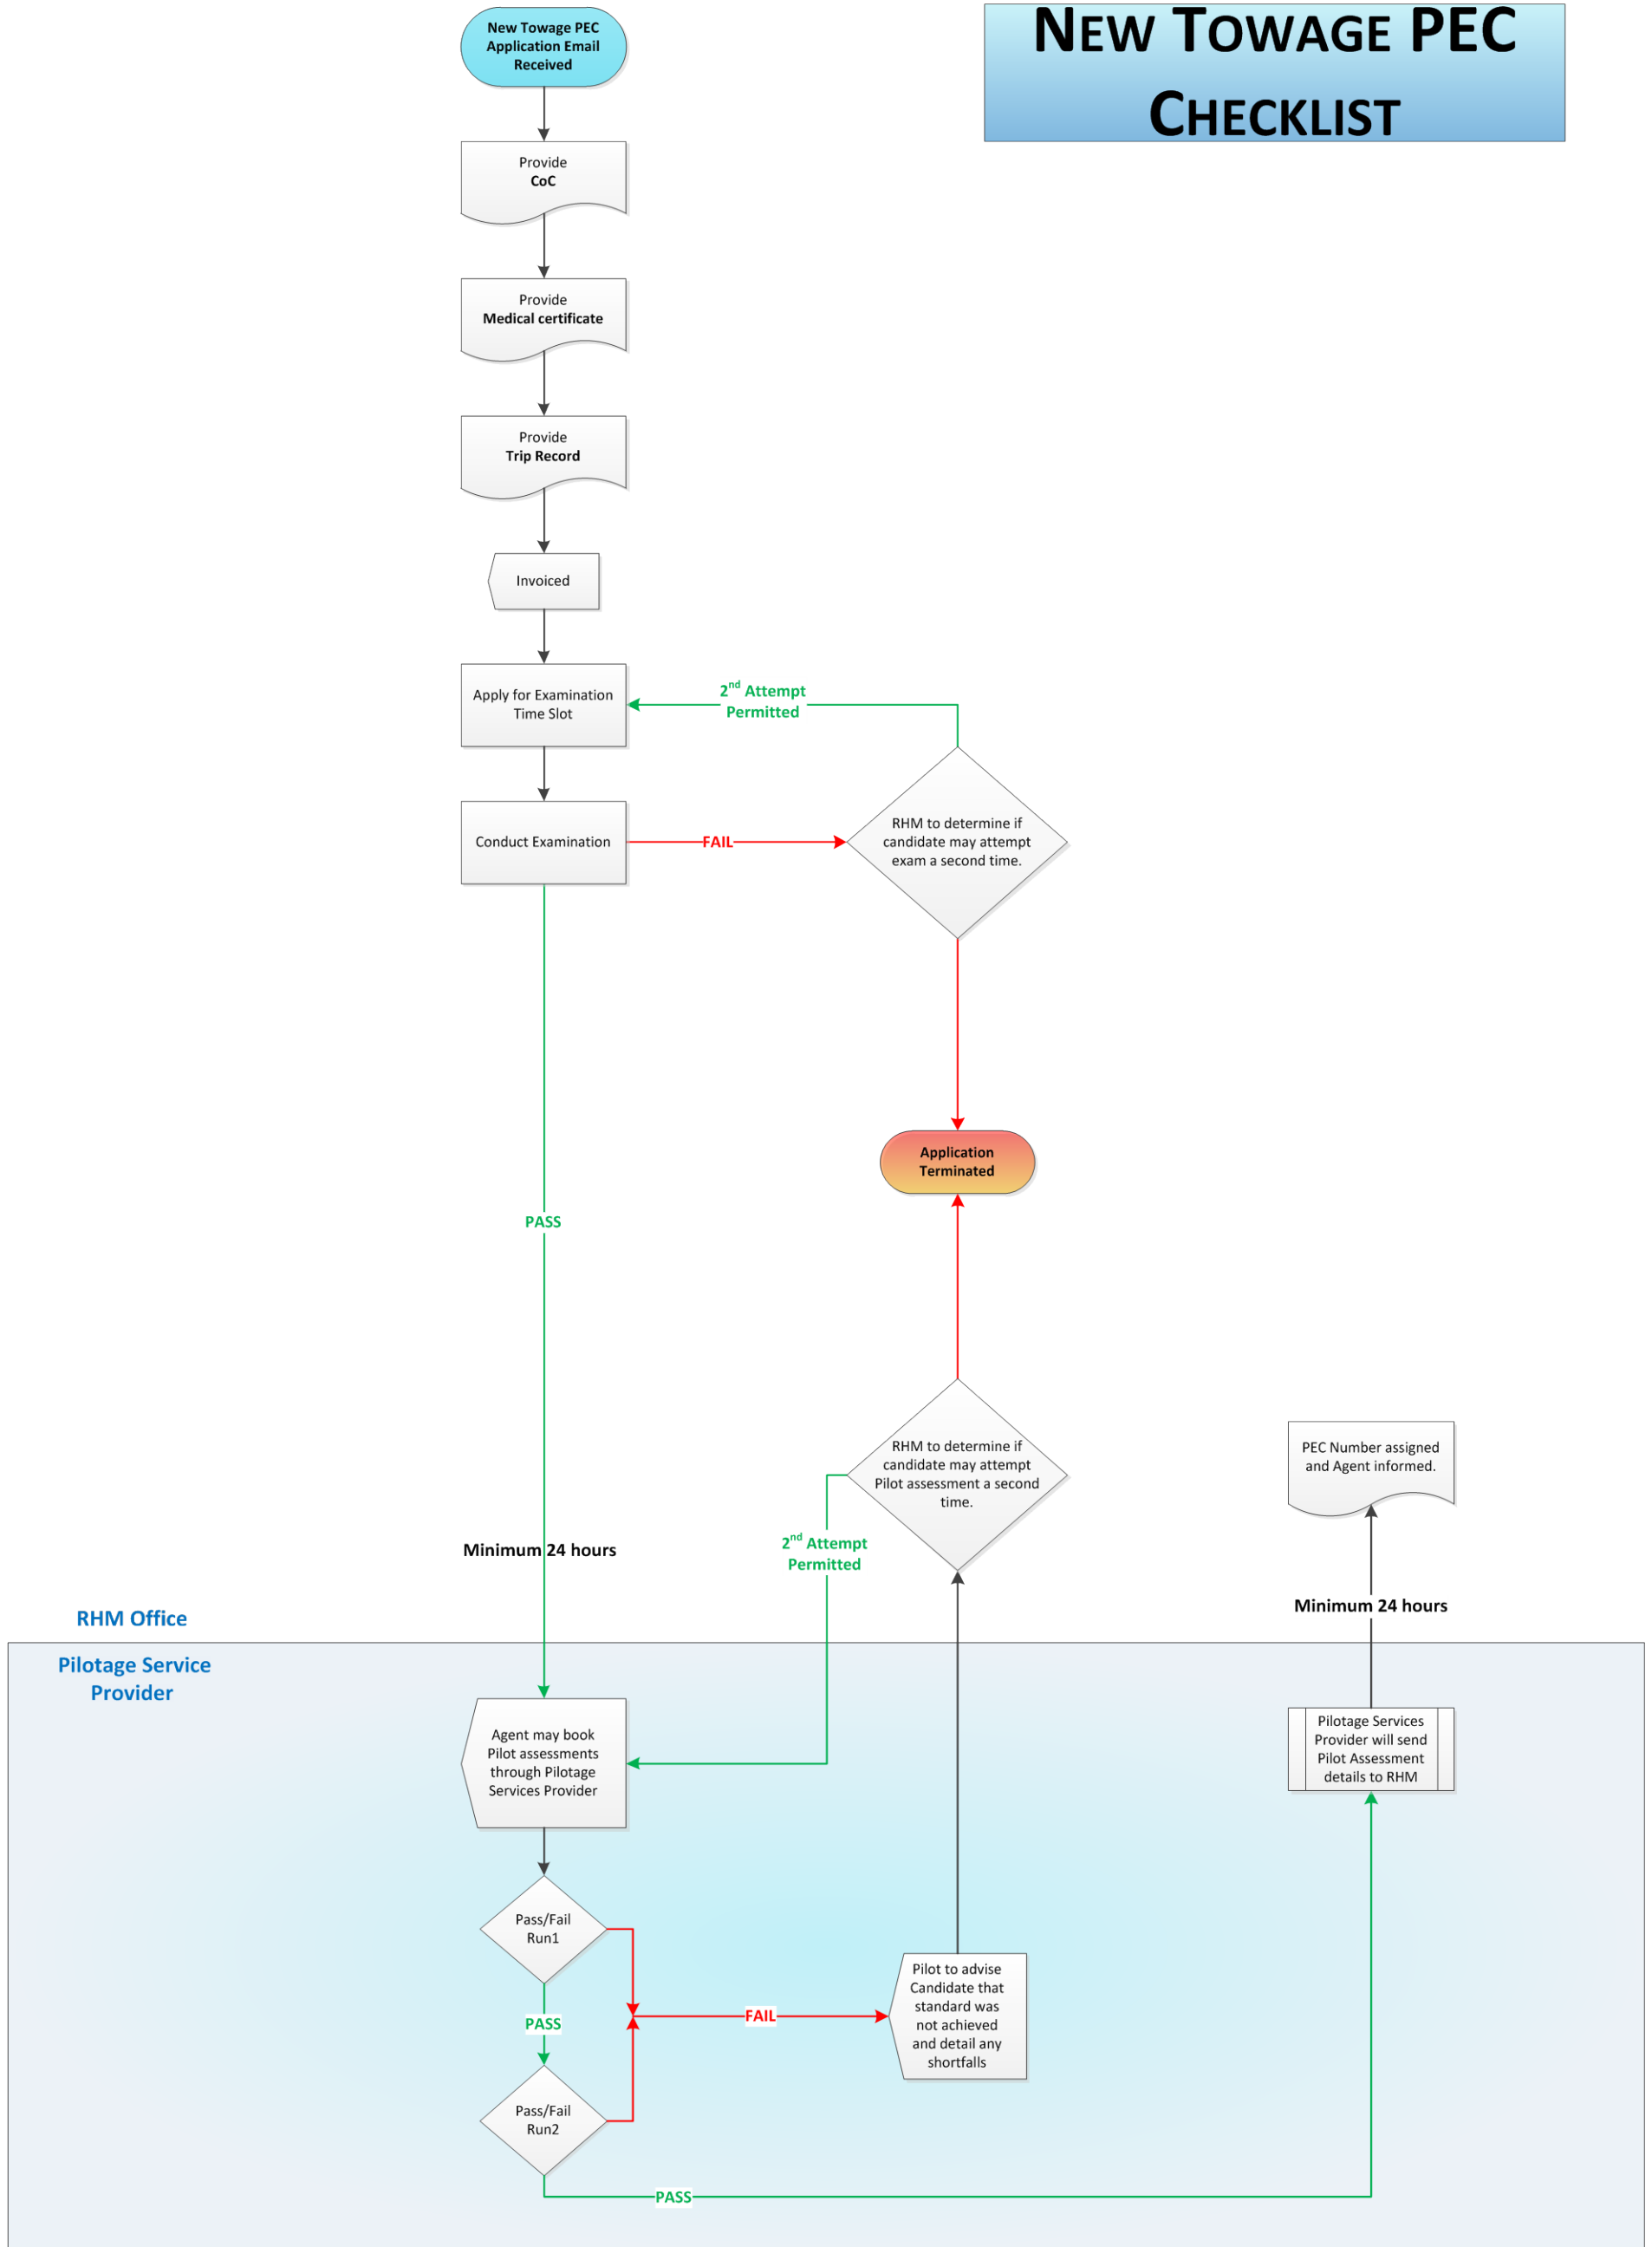 NEW TOWAGE PEC
CHECKLIST
New Towage PEC
Application Email
Received
Provide
CoC
Provide
Medical certificate
Provide
Trip Record
Invoiced
Apply for Examination
Time Slot
2nd Attempt
Permitted
Conduct Examination
FAIL
RHM to determine if
candidate may attempt
exam a second time.
Application
Terminated
PASS
RHM to determine if
candidate may attempt
Pilot assessment a second
time.
PEC Number assigned
and Agent informed.
2nd Attempt
Permitted
Minimum 24 hours
Minimum 24 hours
RHM Office
Pilotage Service
Provider
Agent may book
Pilot assessments
through Pilotage
Services Provider
Pilotage Services
Provider will send
Pilot Assessment
details to RHM
Pass/Fail
Run1
PASS
FAIL
Pilot to advise
Candidate that
standard was
not achieved
and detail any
shortfalls
Pass/Fail
Run2
PASS